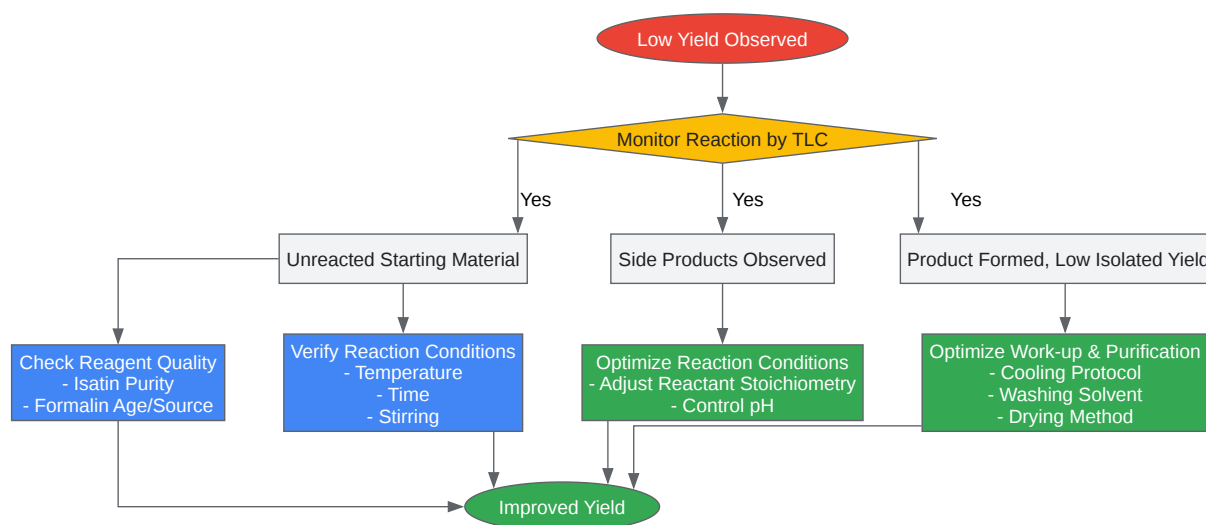 Low Yield Observed
Monitor Reaction by TLC
Yes
Yes
Yes
Unreacted Starting Material
Side Products Observed
Product Formed, Low Isolated Yield
Check Reagent Quality
- Isatin Purity
- Formalin Age/Source
Verify Reaction Conditions
- Temperature
- Time
- Stirring
Optimize Reaction Conditions
- Adjust Reactant Stoichiometry
- Control pH
Optimize Work-up & Purification
- Cooling Protocol
- Washing Solvent
- Drying Method
Improved Yield